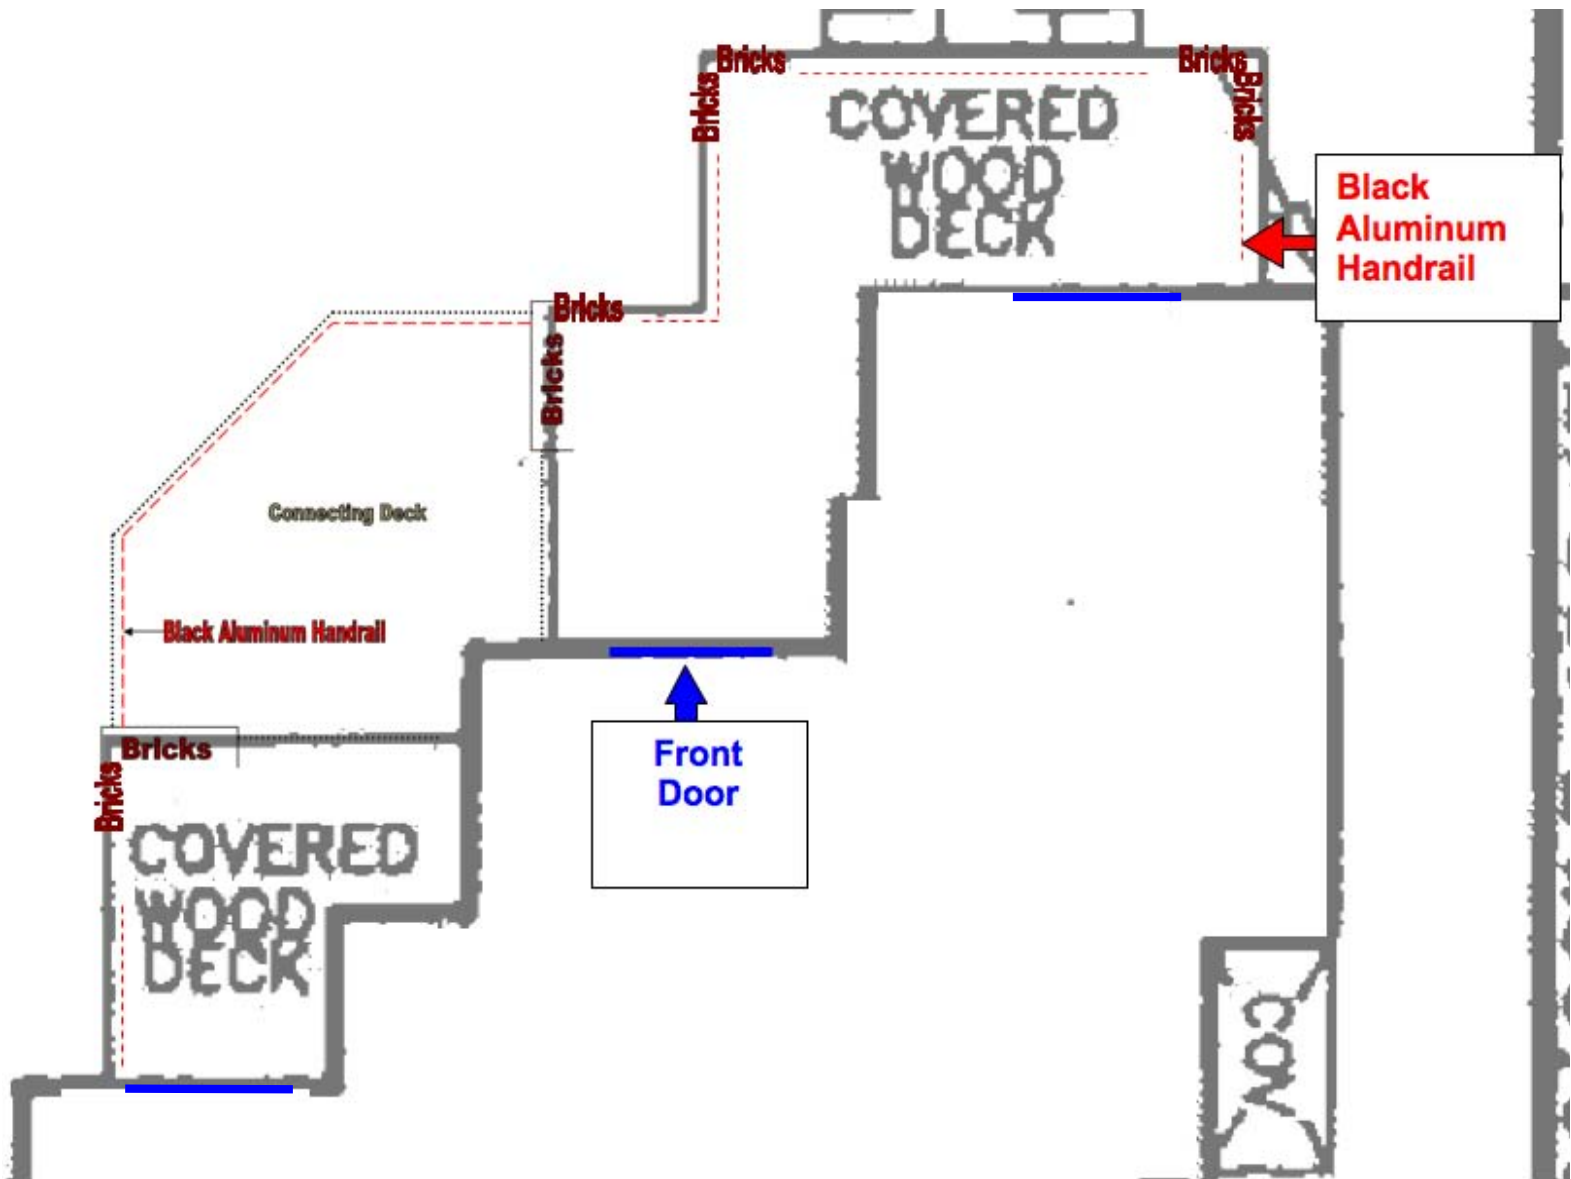 Bricks
Bricks
Bricks
Bricks
COVERED
WOOD
DECK
Black
Aluminum
Handrail
Bricks
Bricks
Connecting Deck
Black Aluminum Handrail
Front
Door
Bricks
Bricks
COVERED
WOOD
DECK
COV